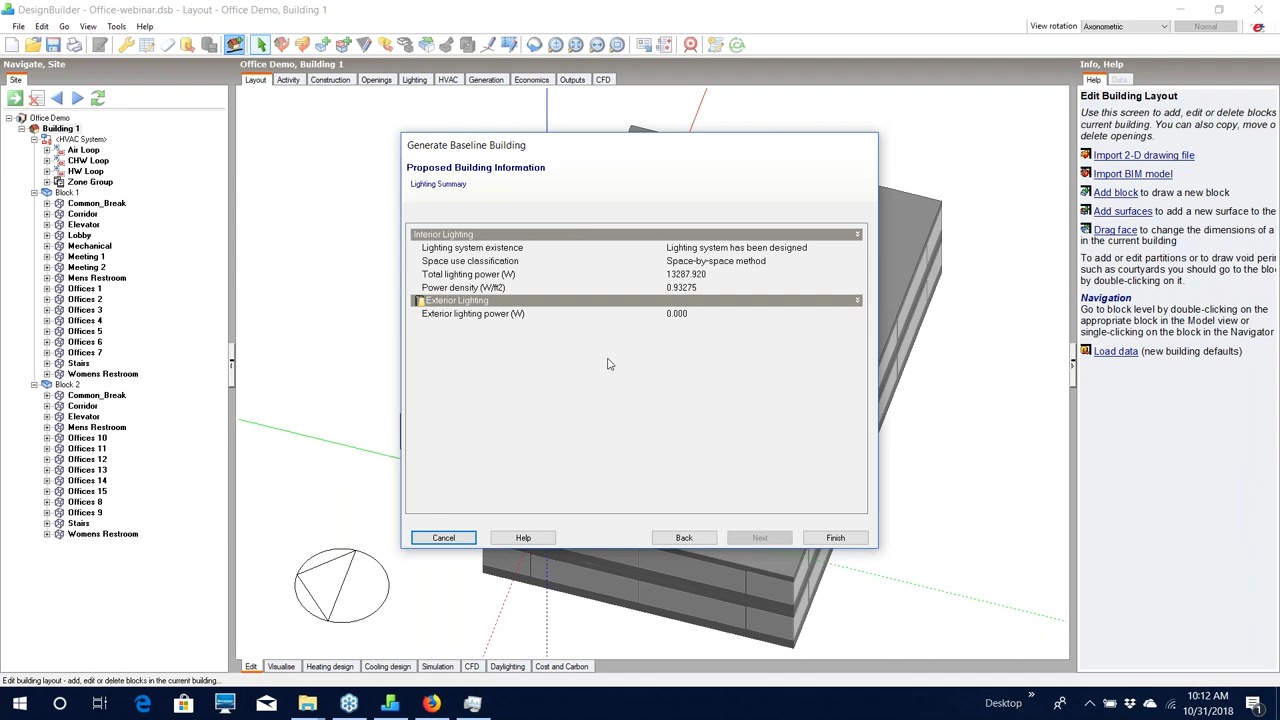 DesignBuilder - Office-webinar.dsb - Layout - Office Demo, Building 1
File Edit Go View Tools Help
View rotation Axonometric Normal
Navigate, Site
Office Demo, Building 1
Info, Help
Site
Layout Activity Construction Openings Lighting HVAC Generation Economics Outputs CFD
Help Data
Office Demo
Building 1
<HVAC System>
Air Loop
CHW Loop
HW Loop
Zone Group
Block 1
Common_Break
Corridor
Elevator
Lobby
Mechanical
Meeting 1
Meeting 2
Mens Restroom
Offices 1
Offices 2
Offices 3
Offices 4
Offices 5
Offices 6
Offices 7
Stairs
Womens Restroom
Block 2
Common_Break
Corridor
Elevator
Mens Restroom
Offices 10
Offices 11
Offices 12
Offices 13
Offices 14
Offices 15
Offices 8
Offices 9
Stairs
Womens Restroom
Generate Baseline Building
Proposed Building Information
Lighting Summary
Interior Lighting
Lighting system existence Lighting system has been designed
Space use classification Space-by-space method
Total lighting power (W) 13287.920
Power density (W/ft2) 0.93275
Exterior Lighting
Exterior lighting power (W) 0.000
Cancel Help Back Next Finish
Edit Building Layout
Use this screen to add, edit or delete blocks
current building. You can also copy, move o
delete openings.
Import 2-D drawing file
Import BIM model
Add block to draw a new block
Add surfaces to add a new surface to the
Drag face to change the dimensions of a
in the current building
To add or edit partitions or to draw void peri
such as courtyards you should go to the blo
by double-clicking on it.
Navigation
Go to block level by double-clicking on the
appropriate block in the Model view or
single-clicking on the block in the Navigator
Load data (new building defaults)
Edit Visualise Heating design Cooling design Simulation CFD Daylighting Cost and Carbon
Edit building layout - add, edit or delete blocks in the current building...
Desktop
10:12 AM
10/31/2018
1